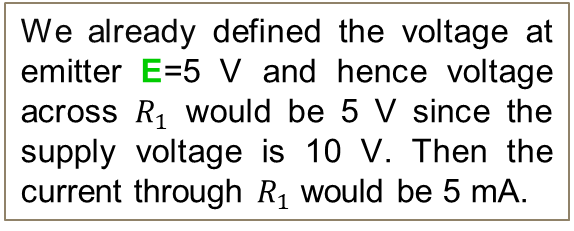 We already defined the voltage at
emitter E=5 V and hence voltage
across R₁ would be 5 V since the
supply voltage is 10 V. Then the
current through R₁ would be 5 mA.